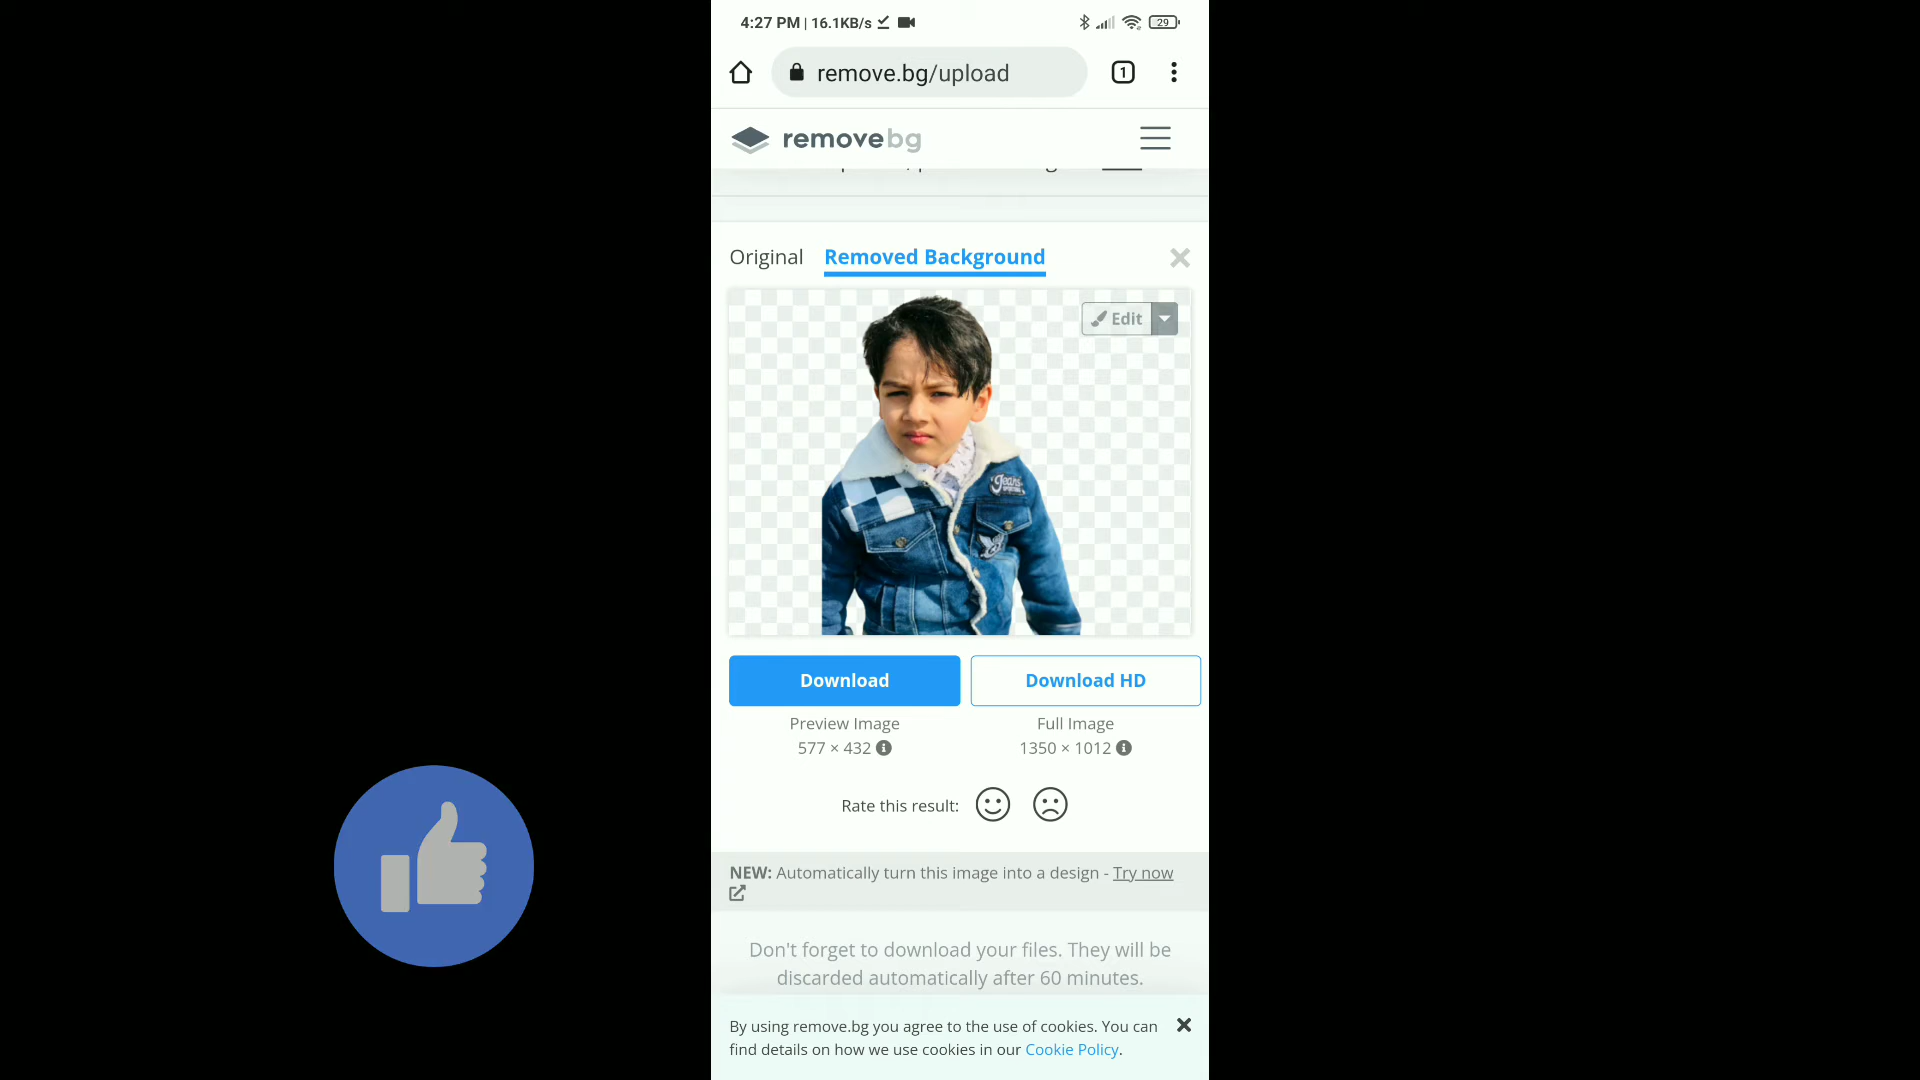 4:27 PM | 16.1KB/s
29
remove.bg/upload
1
removebg
Original Removed Background
Edit
Jeans
Download Download HD
Preview Image Full Image
577 × 432 1350 × 1012
Rate this result:
NEW: Automatically turn this image into a design - Try now
Don't forget to download your files. They will be
discarded automatically after 60 minutes.
By using remove.bg you agree to the use of cookies. You can
find details on how we use cookies in our Cookie Policy.